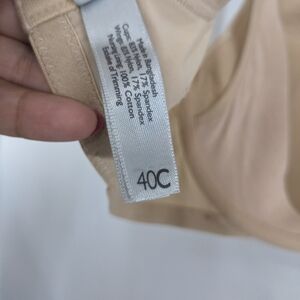 Made in Bangladesh
Cups: 83% Nylon, 17% Spandex
Wings: 83% Nylon, 17% Spandex
Lining: 100% Cotton
Exclusive of Trimming
40C